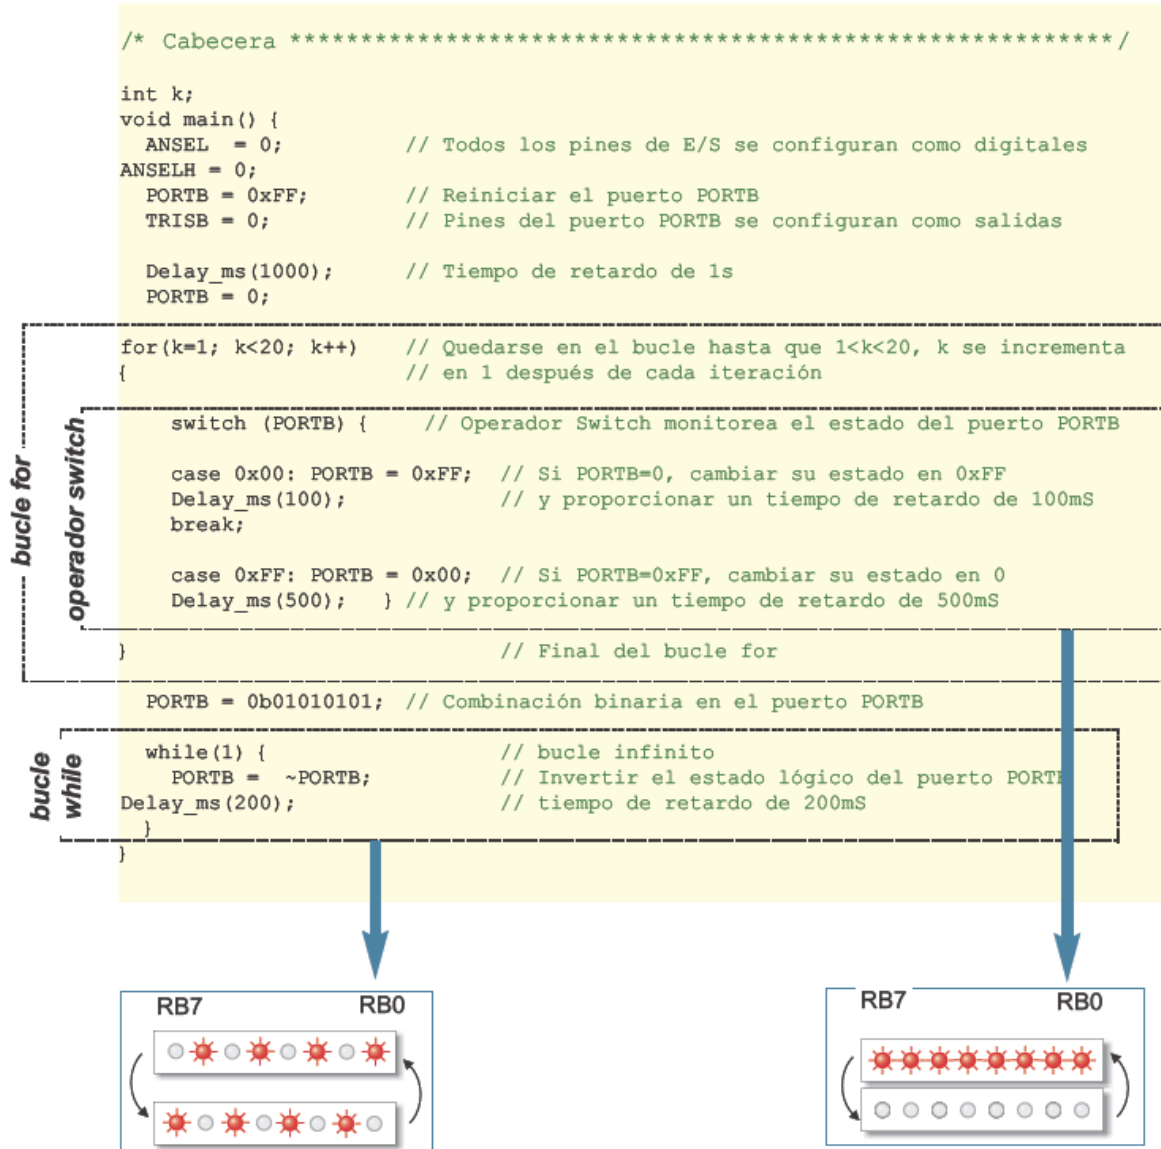 /* Cabecera **********************************************************/
int k;
void main() {
ANSEL  = 0;             // Todos los pines de E/S se configuran como digitales
ANSELH = 0;
PORTB = 0xFF;           // Reiniciar el puerto PORTB
TRISB = 0;              // Pines del puerto PORTB se configuran como salidas
Delay_ms(1000);         // Tiempo de retardo de 1s
PORTB = 0;
for(k=1; k<20; k++)     // Quedarse en el bucle hasta que 1<k<20, k se incrementa
{                       // en 1 después de cada iteración
switch (PORTB) {     // Operador Switch monitorea el estado del puerto PORTB
case 0x00: PORTB = 0xFF;  // Si PORTB=0, cambiar su estado en 0xFF
Delay_ms(100);            // y proporcionar un tiempo de retardo de 100mS
break;
case 0xFF: PORTB = 0x00;  // Si PORTB=0xFF, cambiar su estado en 0
Delay_ms(500);   } // y proporcionar un tiempo de retardo de 500mS
}                               // Final del bucle for
bucle for
operador switch
PORTB = 0b01010101; // Combinación binaria en el puerto PORTB
while(1) {                    // bucle infinito
PORTB =  ~PORTB;            // Invertir el estado lógico del puerto PORTB
Delay_ms(200);                // tiempo de retardo de 200mS
}
}
bucle
while
RB7 RB0
RB7 RB0